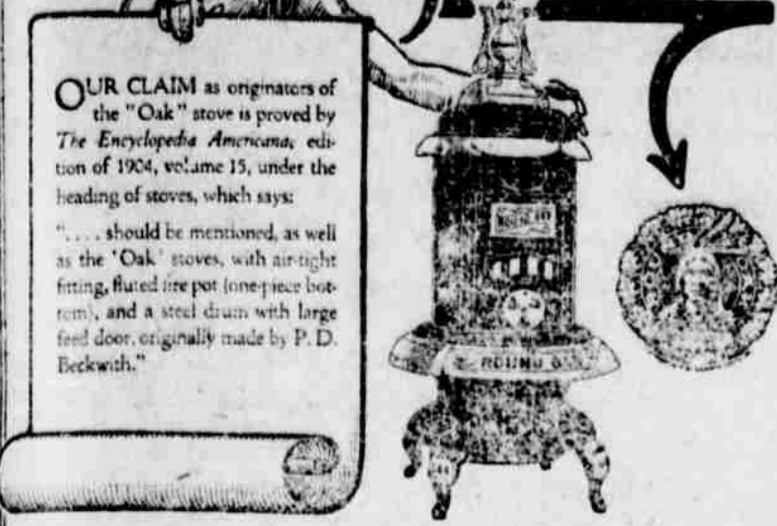 OUR CLAIM as originators of
the "Oak" stove is proved by
The Encyclopedia Americana, edi-
tion of 1904, volume 15, under the
heading of stoves, which says:
".... should be mentioned, as well
as the 'Oak' stoves, with air-tight
fitting, fluted fire pot (one-piece bot-
tom), and a steel drum with large
feed door, originally made by P. D.
Beckwith."
ROUND O